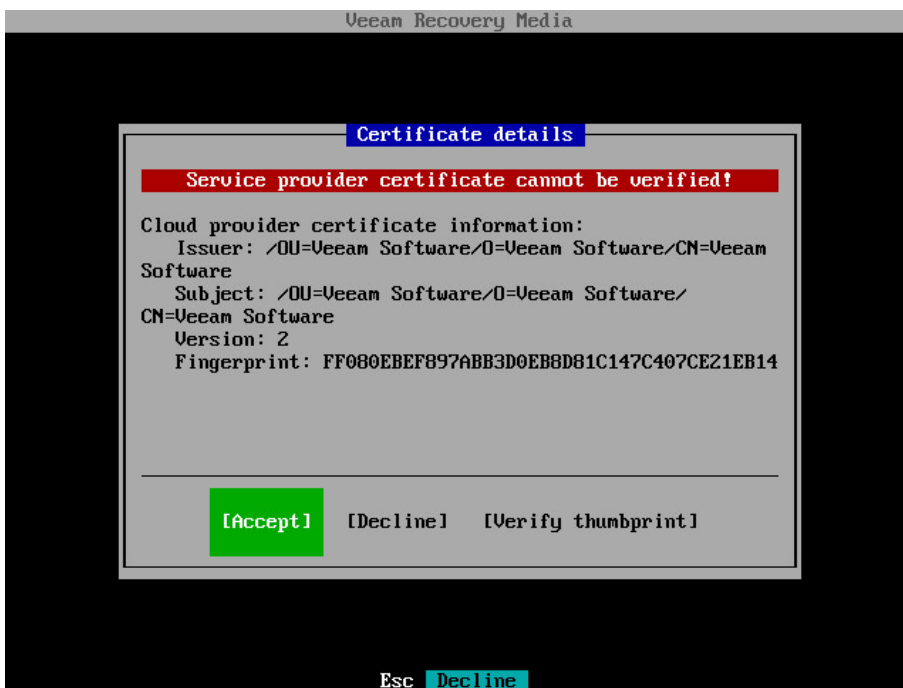 Veeam Recovery Media
Certificate details
Service provider certificate cannot be verified!
Cloud provider certificate information:
Issuer: /OU=Veeam Software/O=Veeam Software/CN=Veeam
Software
Subject: /OU=Veeam Software/O=Veeam Software/
CN=Veeam Software
Version: 2
Fingerprint: FF080EBEF897ABB3D0EB8D81C147C407CE21EB14
[Accept] [Decline] [Verify thumbprint]
Esc Decline